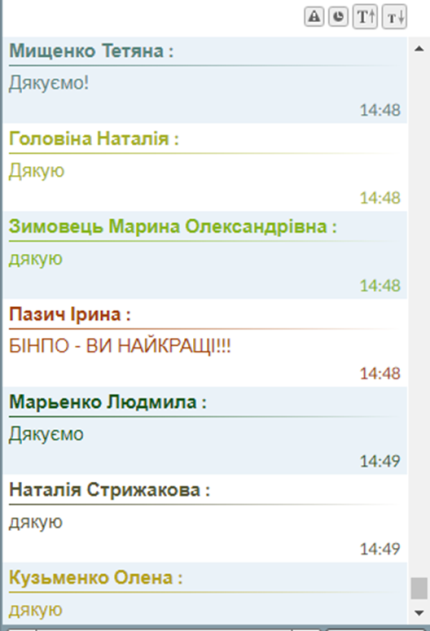 Мищенко Тетяна :
Дякуємо!
14:48
Головіна Наталія :
Дякую
14:48
Зимовець Марина Олександрівна :
дякую
14:48
Пазич Ірина :
БІНПО - ВИ НАЙКРАЩІ!!!
14:48
Марьенко Людмила :
Дякуємо
14:49
Наталія Стрижакова :
дякую
14:49
Кузьменко Олена :
дякую